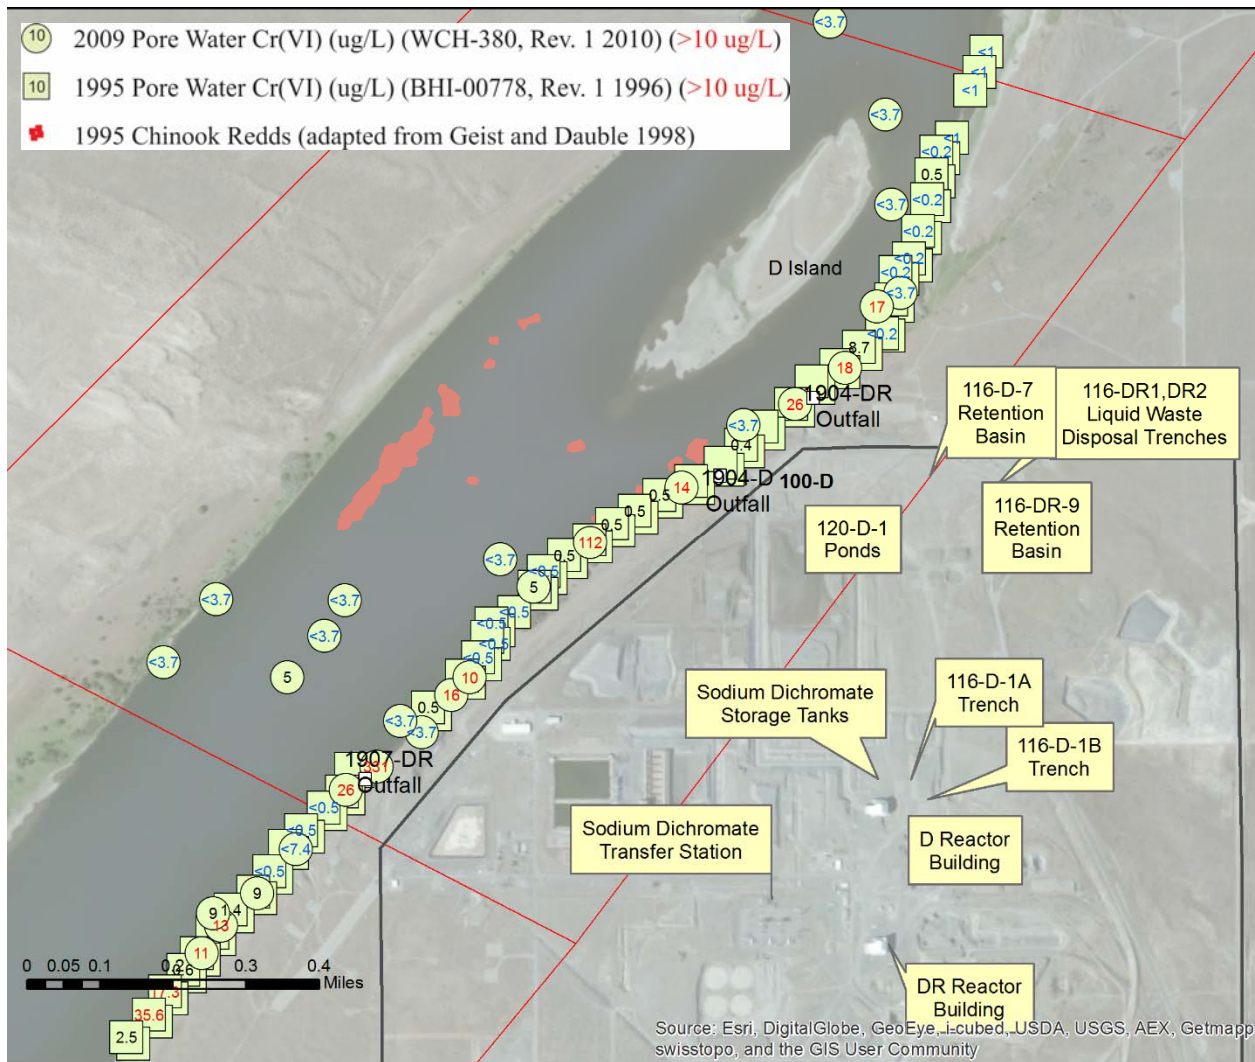 10 2009 Pore Water Cr(VI) (ug/L) (WCH-380, Rev. 1 2010) (>10 ug/L)
10 1995 Pore Water Cr(VI) (ug/L) (BHI-00778, Rev. 1 1996) (>10 ug/L)
1995 Chinook Redds (adapted from Geist and Dauble 1998)
<3.7
<1
<1
<1
<3.7
<1
<0.2
0.5
<3.7
<0.2
<0.2
D Island
<0.2
<0.2
<3.7
17
<0.2
8.7
18
1904-DR
Outfall
26
<3.7
0.4
116-D-7
Retention
Basin
116-DR1,DR2
Liquid Waste
Disposal Trenches
1904-D
Outfall
100-D
14
0.5
0.5
0.5
120-D-1
Ponds
116-DR-9
Retention
Basin
112
0.5
<3.7
<0.5
5
<3.7
<3.7
<0.5
<0.5
<3.7
<0.5
<3.7
<0.5
5
10
16
0.5
<3.7
<3.7
Sodium Dichromate
Storage Tanks
116-D-1A
Trench
116-D-1B
Trench
1907-DR
Outfall
331
26
<0.5
<0.5
<7.4
<0.5
Sodium Dichromate
Transfer Station
D Reactor
Building
9
9
1.4
13
11
0 0.05 0.1 0.2 0.3 0.4
Miles
17.3
35.6
2.5
DR Reactor
Building
Source: Esri, DigitalGlobe, GeoEye, i-cubed, USDA, USGS, AEX, Getmapp
swisstopo, and the GIS User Community